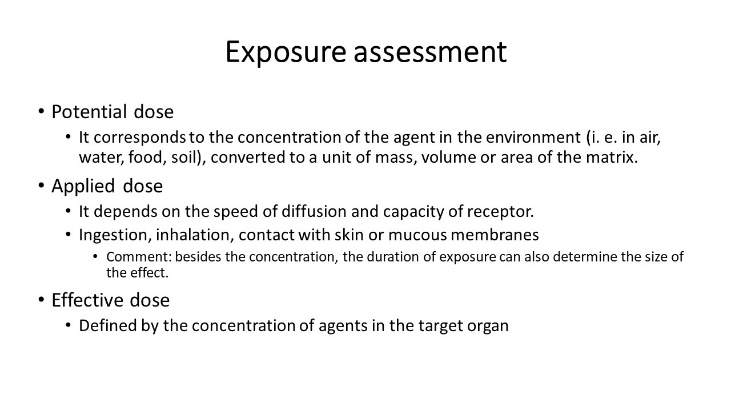 Exposure assessment
• Potential dose
• It corresponds to the concentration of the agent in the environment (i. e. in air,
water, food, soil), converted to a unit of mass, volume or area of the matrix.
• Applied dose
• It depends on the speed of diffusion and capacity of receptor.
• Ingestion, inhalation, contact with skin or mucous membranes
• Comment: besides the concentration, the duration of exposure can also determine the size of
the effect.
• Effective dose
• Defined by the concentration of agents in the target organ